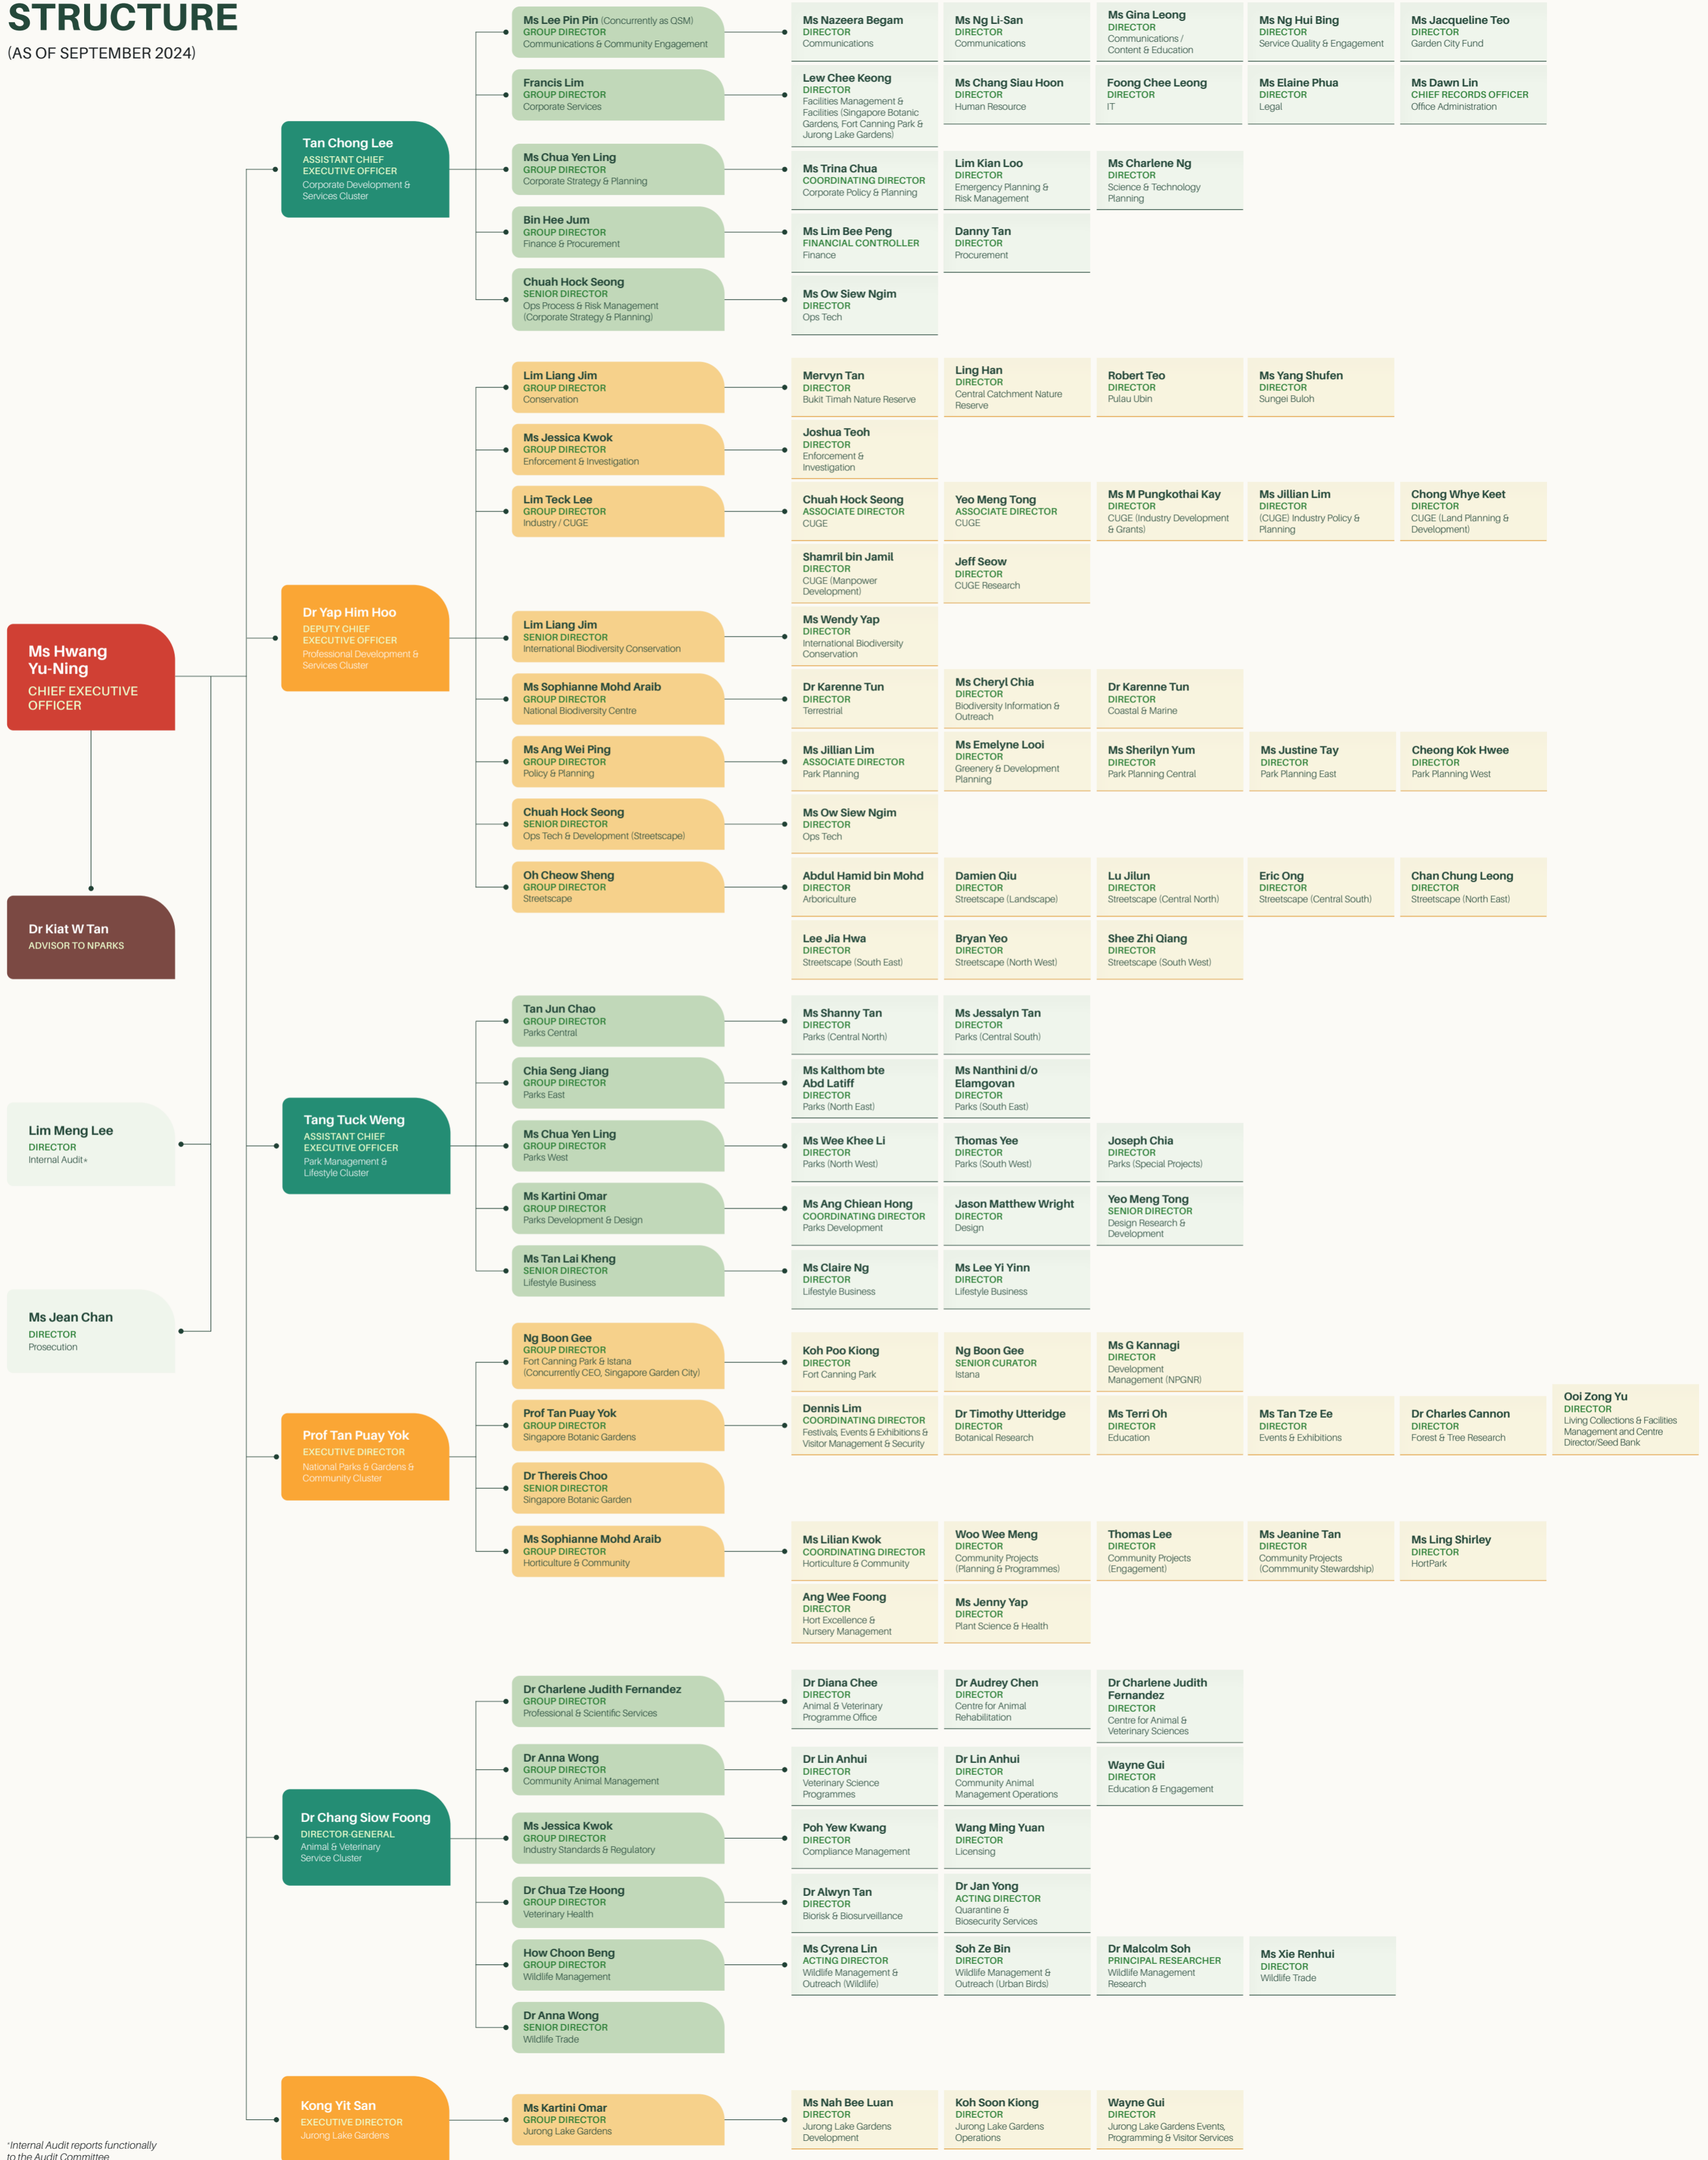 STRUCTURE
(AS OF SEPTEMBER 2024)
Ms Hwang
Yu-Ning
CHIEF EXECUTIVE
OFFICER
Dr Kiat W Tan
ADVISOR TO NPARKS
Lim Meng Lee
DIRECTOR
Internal Audit*
Ms Jean Chan
DIRECTOR
Prosecution
Tan Chong Lee
ASSISTANT CHIEF
EXECUTIVE OFFICER
Corporate Development &
Services Cluster
Ms Lee Pin Pin (Concurrently as QSM)
GROUP DIRECTOR
Communications & Community Engagement
Ms Nazeera Begam
DIRECTOR
Communications
Ms Ng Li-San
DIRECTOR
Communications
Ms Gina Leong
DIRECTOR
Communications /
Content & Education
Ms Ng Hui Bing
DIRECTOR
Service Quality & Engagement
Ms Jacqueline Teo
DIRECTOR
Garden City Fund
Francis Lim
GROUP DIRECTOR
Corporate Services
Lew Chee Keong
DIRECTOR
Facilities Management &
Facilities (Singapore Botanic
Gardens, Fort Canning Park &
Jurong Lake Gardens)
Ms Chang Siau Hoon
DIRECTOR
Human Resource
Foong Chee Leong
DIRECTOR
IT
Ms Elaine Phua
DIRECTOR
Legal
Ms Dawn Lin
CHIEF RECORDS OFFICER
Office Administration
Ms Chua Yen Ling
GROUP DIRECTOR
Corporate Strategy & Planning
Ms Trina Chua
COORDINATING DIRECTOR
Corporate Policy & Planning
Lim Kian Loo
DIRECTOR
Emergency Planning &
Risk Management
Ms Charlene Ng
DIRECTOR
Science & Technology
Planning
Bin Hee Jum
GROUP DIRECTOR
Finance & Procurement
Ms Lim Bee Peng
FINANCIAL CONTROLLER
Finance
Danny Tan
DIRECTOR
Procurement
Chuah Hock Seong
SENIOR DIRECTOR
Ops Process & Risk Management
(Corporate Strategy & Planning)
Ms Ow Siew Ngim
DIRECTOR
Ops Tech
Dr Yap Him Hoo
DEPUTY CHIEF
EXECUTIVE OFFICER
Professional Development &
Services Cluster
Lim Liang Jim
GROUP DIRECTOR
Conservation
Mervyn Tan
DIRECTOR
Bukit Timah Nature Reserve
Ling Han
DIRECTOR
Central Catchment Nature
Reserve
Robert Teo
DIRECTOR
Pulau Ubin
Ms Yang Shufen
DIRECTOR
Sungei Buloh
Ms Jessica Kwok
GROUP DIRECTOR
Enforcement & Investigation
Joshua Teoh
DIRECTOR
Enforcement &
Investigation
Lim Teck Lee
GROUP DIRECTOR
Industry / CUGE
Chuah Hock Seong
ASSOCIATE DIRECTOR
CUGE
Yeo Meng Tong
ASSOCIATE DIRECTOR
CUGE
Ms M Pungkothai Kay
DIRECTOR
CUGE (Industry Development
& Grants)
Ms Jillian Lim
DIRECTOR
(CUGE) Industry Policy &
Planning
Chong Whye Keet
DIRECTOR
CUGE (Land Planning &
Development)
Shamril bin Jamil
DIRECTOR
CUGE (Manpower
Development)
Jeff Seow
DIRECTOR
CUGE Research
Lim Liang Jim
SENIOR DIRECTOR
International Biodiversity Conservation
Ms Wendy Yap
DIRECTOR
International Biodiversity
Conservation
Ms Sophianne Mohd Araib
GROUP DIRECTOR
National Biodiversity Centre
Dr Karenne Tun
DIRECTOR
Terrestrial
Ms Cheryl Chia
DIRECTOR
Biodiversity Information &
Outreach
Dr Karenne Tun
DIRECTOR
Coastal & Marine
Ms Ang Wei Ping
GROUP DIRECTOR
Policy & Planning
Ms Jillian Lim
ASSOCIATE DIRECTOR
Park Planning
Ms Emelyne Looi
DIRECTOR
Greenery & Development
Planning
Ms Sherilyn Yum
DIRECTOR
Park Planning Central
Ms Justine Tay
DIRECTOR
Park Planning East
Cheong Kok Hwee
DIRECTOR
Park Planning West
Chuah Hock Seong
SENIOR DIRECTOR
Ops Tech & Development (Streetscape)
Ms Ow Siew Ngim
DIRECTOR
Ops Tech
Oh Cheow Sheng
GROUP DIRECTOR
Streetscape
Abdul Hamid bin Mohd
DIRECTOR
Arboriculture
Damien Qiu
DIRECTOR
Streetscape (Landscape)
Lu Jilun
DIRECTOR
Streetscape (Central North)
Eric Ong
DIRECTOR
Streetscape (Central South)
Chan Chung Leong
DIRECTOR
Streetscape (North East)
Lee Jia Hwa
DIRECTOR
Streetscape (South East)
Bryan Yeo
DIRECTOR
Streetscape (North West)
Shee Zhi Qiang
DIRECTOR
Streetscape (South West)
Tang Tuck Weng
ASSISTANT CHIEF
EXECUTIVE OFFICER
Park Management &
Lifestyle Cluster
Tan Jun Chao
GROUP DIRECTOR
Parks Central
Ms Shanny Tan
DIRECTOR
Parks (Central North)
Ms Jessalyn Tan
DIRECTOR
Parks (Central South)
Chia Seng Jiang
GROUP DIRECTOR
Parks East
Ms Kalthom bte
Abd Latiff
DIRECTOR
Parks (North East)
Ms Nanthini d/o
Elamgovan
DIRECTOR
Parks (South East)
Ms Chua Yen Ling
GROUP DIRECTOR
Parks West
Ms Wee Khee Li
DIRECTOR
Parks (North West)
Thomas Yee
DIRECTOR
Parks (South West)
Joseph Chia
DIRECTOR
Parks (Special Projects)
Ms Kartini Omar
GROUP DIRECTOR
Parks Development & Design
Ms Ang Chiean Hong
COORDINATING DIRECTOR
Parks Development
Jason Matthew Wright
DIRECTOR
Design
Yeo Meng Tong
SENIOR DIRECTOR
Design Research &
Development
Ms Tan Lai Kheng
SENIOR DIRECTOR
Lifestyle Business
Ms Claire Ng
DIRECTOR
Lifestyle Business
Ms Lee Yi Yinn
DIRECTOR
Lifestyle Business
Prof Tan Puay Yok
EXECUTIVE DIRECTOR
National Parks & Gardens &
Community Cluster
Ng Boon Gee
GROUP DIRECTOR
Fort Canning Park & Istana
(Concurrently CEO, Singapore Garden City)
Koh Poo Kiong
DIRECTOR
Fort Canning Park
Ng Boon Gee
SENIOR CURATOR
Istana
Ms G Kannagi
DIRECTOR
Development
Management (NPGNR)
Prof Tan Puay Yok
GROUP DIRECTOR
Singapore Botanic Gardens
Dennis Lim
COORDINATING DIRECTOR
Festivals, Events & Exhibitions &
Visitor Management & Security
Dr Timothy Utteridge
DIRECTOR
Botanical Research
Ms Terri Oh
DIRECTOR
Education
Ms Tan Tze Ee
DIRECTOR
Events & Exhibitions
Dr Charles Cannon
DIRECTOR
Forest & Tree Research
Ooi Zong Yu
DIRECTOR
Living Collections & Facilities
Management and Centre
Director/Seed Bank
Dr Thereis Choo
SENIOR DIRECTOR
Singapore Botanic Garden
Ms Sophianne Mohd Araib
GROUP DIRECTOR
Horticulture & Community
Ms Lilian Kwok
COORDINATING DIRECTOR
Horticulture & Community
Woo Wee Meng
DIRECTOR
Community Projects
(Planning & Programmes)
Thomas Lee
DIRECTOR
Community Projects
(Engagement)
Ms Jeanine Tan
DIRECTOR
Community Projects
(Commmunity Stewardship)
Ms Ling Shirley
DIRECTOR
HortPark
Ang Wee Foong
DIRECTOR
Hort Excellence &
Nursery Management
Ms Jenny Yap
DIRECTOR
Plant Science & Health
Dr Chang Siow Foong
DIRECTOR-GENERAL
Animal & Veterinary
Service Cluster
Dr Charlene Judith Fernandez
GROUP DIRECTOR
Professional & Scientific Services
Dr Diana Chee
DIRECTOR
Animal & Veterinary
Programme Office
Dr Audrey Chen
DIRECTOR
Centre for Animal
Rehabilitation
Dr Charlene Judith
Fernandez
DIRECTOR
Centre for Animal &
Veterinary Sciences
Dr Anna Wong
GROUP DIRECTOR
Community Animal Management
Dr Lin Anhui
DIRECTOR
Veterinary Science
Programmes
Dr Lin Anhui
DIRECTOR
Community Animal
Management Operations
Wayne Gui
DIRECTOR
Education & Engagement
Ms Jessica Kwok
GROUP DIRECTOR
Industry Standards & Regulatory
Poh Yew Kwang
DIRECTOR
Compliance Management
Wang Ming Yuan
DIRECTOR
Licensing
Dr Chua Tze Hoong
GROUP DIRECTOR
Veterinary Health
Dr Alwyn Tan
DIRECTOR
Biorisk & Biosurveillance
Dr Jan Yong
ACTING DIRECTOR
Quarantine &
Biosecurity Services
How Choon Beng
GROUP DIRECTOR
Wildlife Management
Ms Cyrena Lin
ACTING DIRECTOR
Wildlife Management &
Outreach (Wildlife)
Soh Ze Bin
DIRECTOR
Wildlife Management &
Outreach (Urban Birds)
Dr Malcolm Soh
PRINCIPAL RESEARCHER
Wildlife Management
Research
Ms Xie Renhui
DIRECTOR
Wildlife Trade
Dr Anna Wong
SENIOR DIRECTOR
Wildlife Trade
Kong Yit San
EXECUTIVE DIRECTOR
Jurong Lake Gardens
Ms Kartini Omar
GROUP DIRECTOR
Jurong Lake Gardens
Ms Nah Bee Luan
DIRECTOR
Jurong Lake Gardens
Development
Koh Soon Kiong
DIRECTOR
Jurong Lake Gardens
Operations
Wayne Gui
DIRECTOR
Jurong Lake Gardens Events,
Programming & Visitor Services
*Internal Audit reports functionally
to the Audit Committee